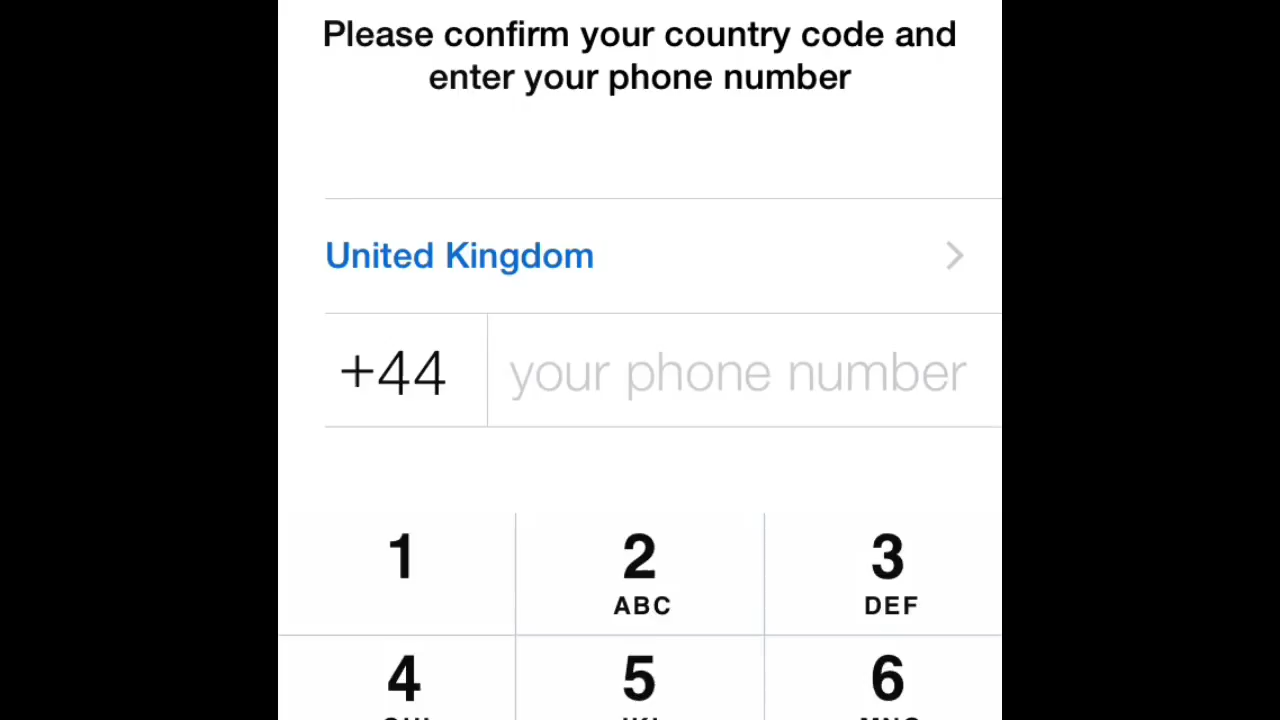 Please confirm your country code and
enter your phone number
United Kingdom
+44 your phone number
1 2 3
ABC DEF
4 5 6